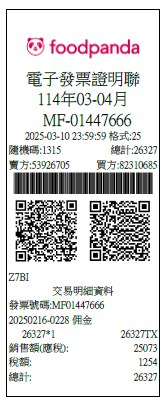 foodpanda
電子發票證明聯
114年03-04月
MF-01447666
2025-03-10 23:59:59 格式:25
隨機碼:1315 總計:26327
賣方:53926705 買方:82310685
Z7BI
交易明細資料
發票號碼:MF01447666
20250216-0228 佣金
26327*1 26327TX
銷售額(應稅): 25073
稅額: 1254
總計: 26327